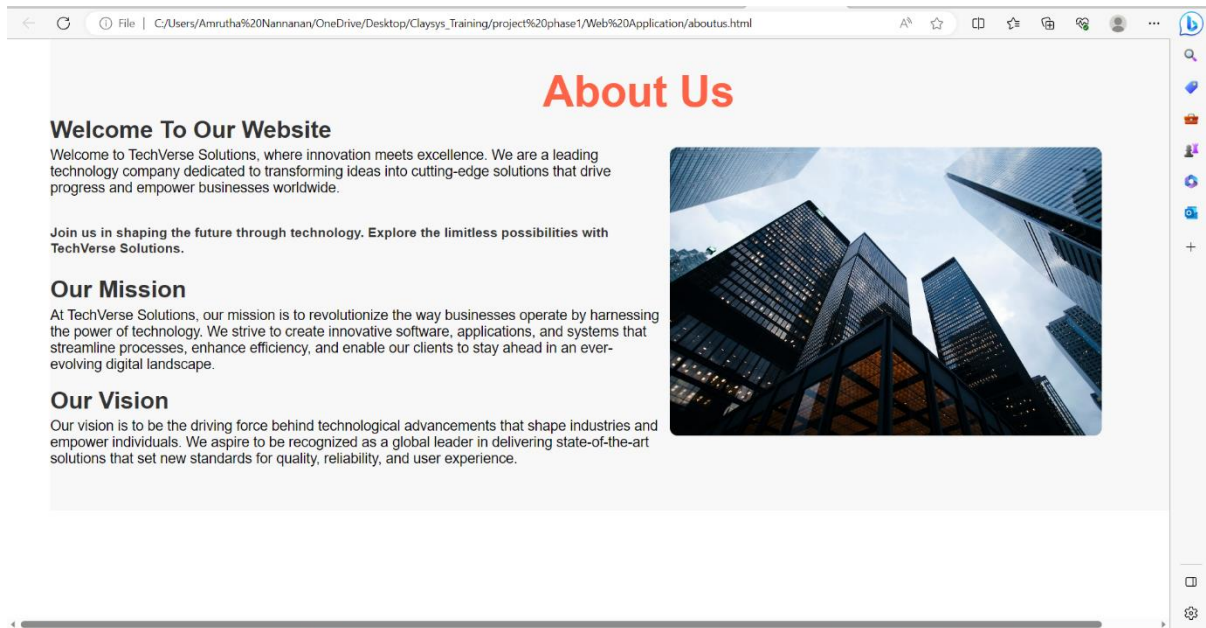 File | C:/Users/Amrutha%20Nannanan/OneDrive/Desktop/Claysys_Training/project%20phase1/Web%20Application/aboutus.html
About Us
Welcome To Our Website
Welcome to TechVerse Solutions, where innovation meets excellence. We are a leading
technology company dedicated to transforming ideas into cutting-edge solutions that drive
progress and empower businesses worldwide.
Join us in shaping the future through technology. Explore the limitless possibilities with
TechVerse Solutions.
Our Mission
At TechVerse Solutions, our mission is to revolutionize the way businesses operate by harnessing
the power of technology. We strive to create innovative software, applications, and systems that
streamline processes, enhance efficiency, and enable our clients to stay ahead in an ever-
evolving digital landscape.
Our Vision
Our vision is to be the driving force behind technological advancements that shape industries and
empower individuals. We aspire to be recognized as a global leader in delivering state-of-the-art
solutions that set new standards for quality, reliability, and user experience.